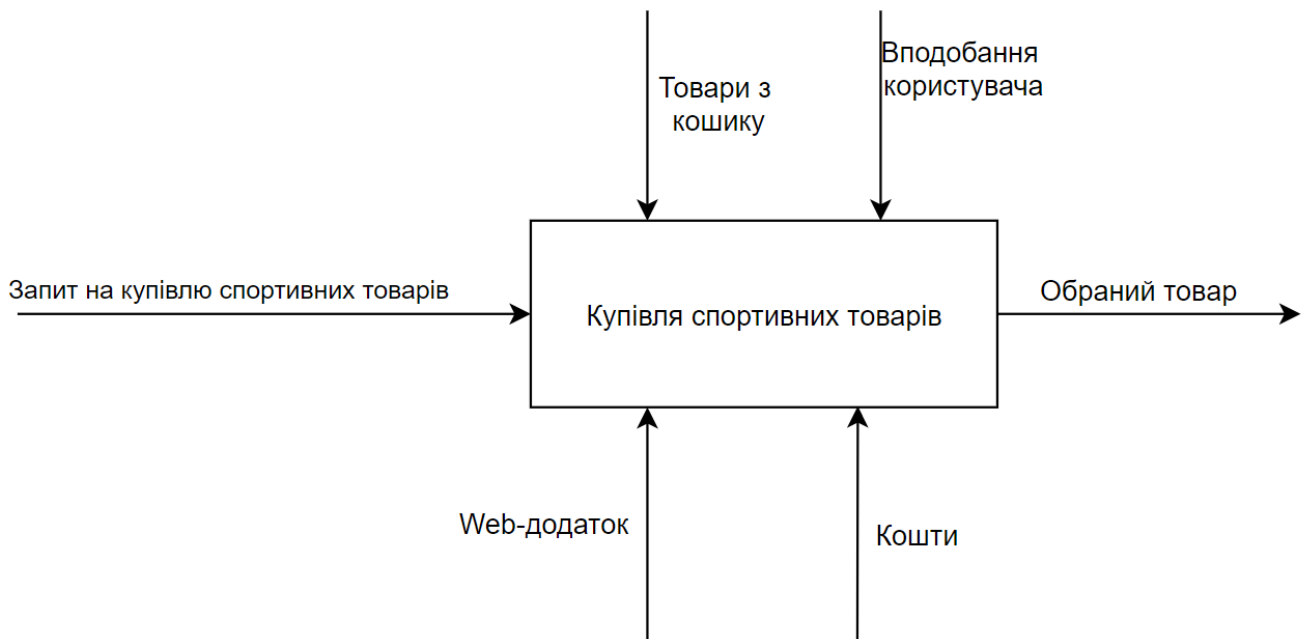 Вподобання
користувача
Товари з
кошику
Запит на купівлю спортивних товарів
Купівля спортивних товарів
Обраний товар
Web-додаток
Кошти